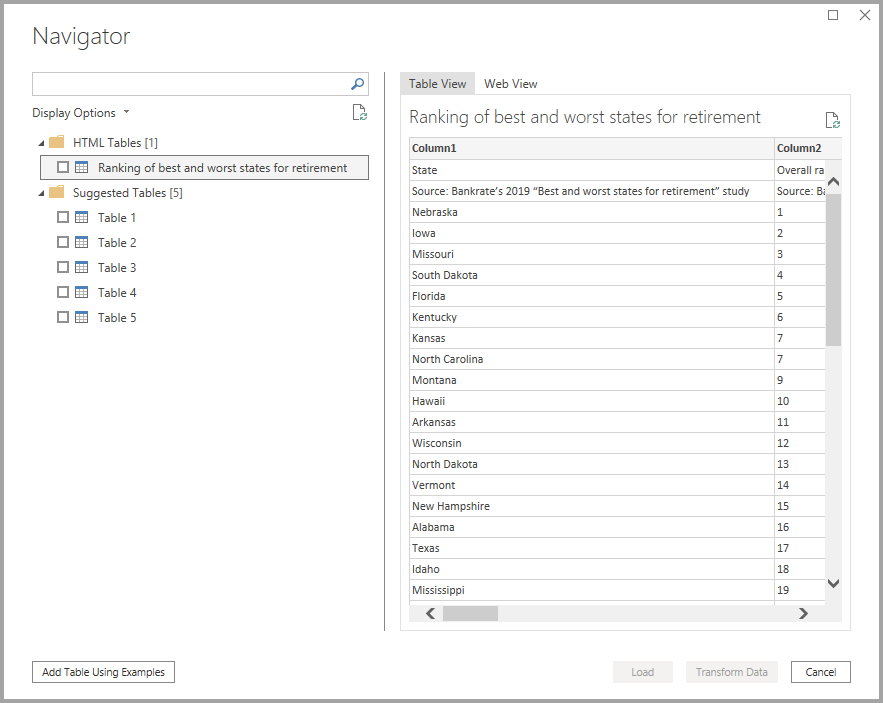 Navigator
Display Options
HTML Tables [1]
Ranking of best and worst states for retirement
Suggested Tables [5]
Table 1
Table 2
Table 3
Table 4
Table 5
Table View Web View
Ranking of best and worst states for retirement
Column1 Column2
State Overall ra
Source: Bankrate’s 2019 “Best and worst states for retirement” study Source: Ba
Nebraska 1
Iowa 2
Missouri 3
South Dakota 4
Florida 5
Kentucky 6
Kansas 7
North Carolina 7
Montana 9
Hawaii 10
Arkansas 11
Wisconsin 12
North Dakota 13
Vermont 14
New Hampshire 15
Alabama 16
Texas 17
Idaho 18
Mississippi 19
Add Table Using Examples Load Transform Data Cancel